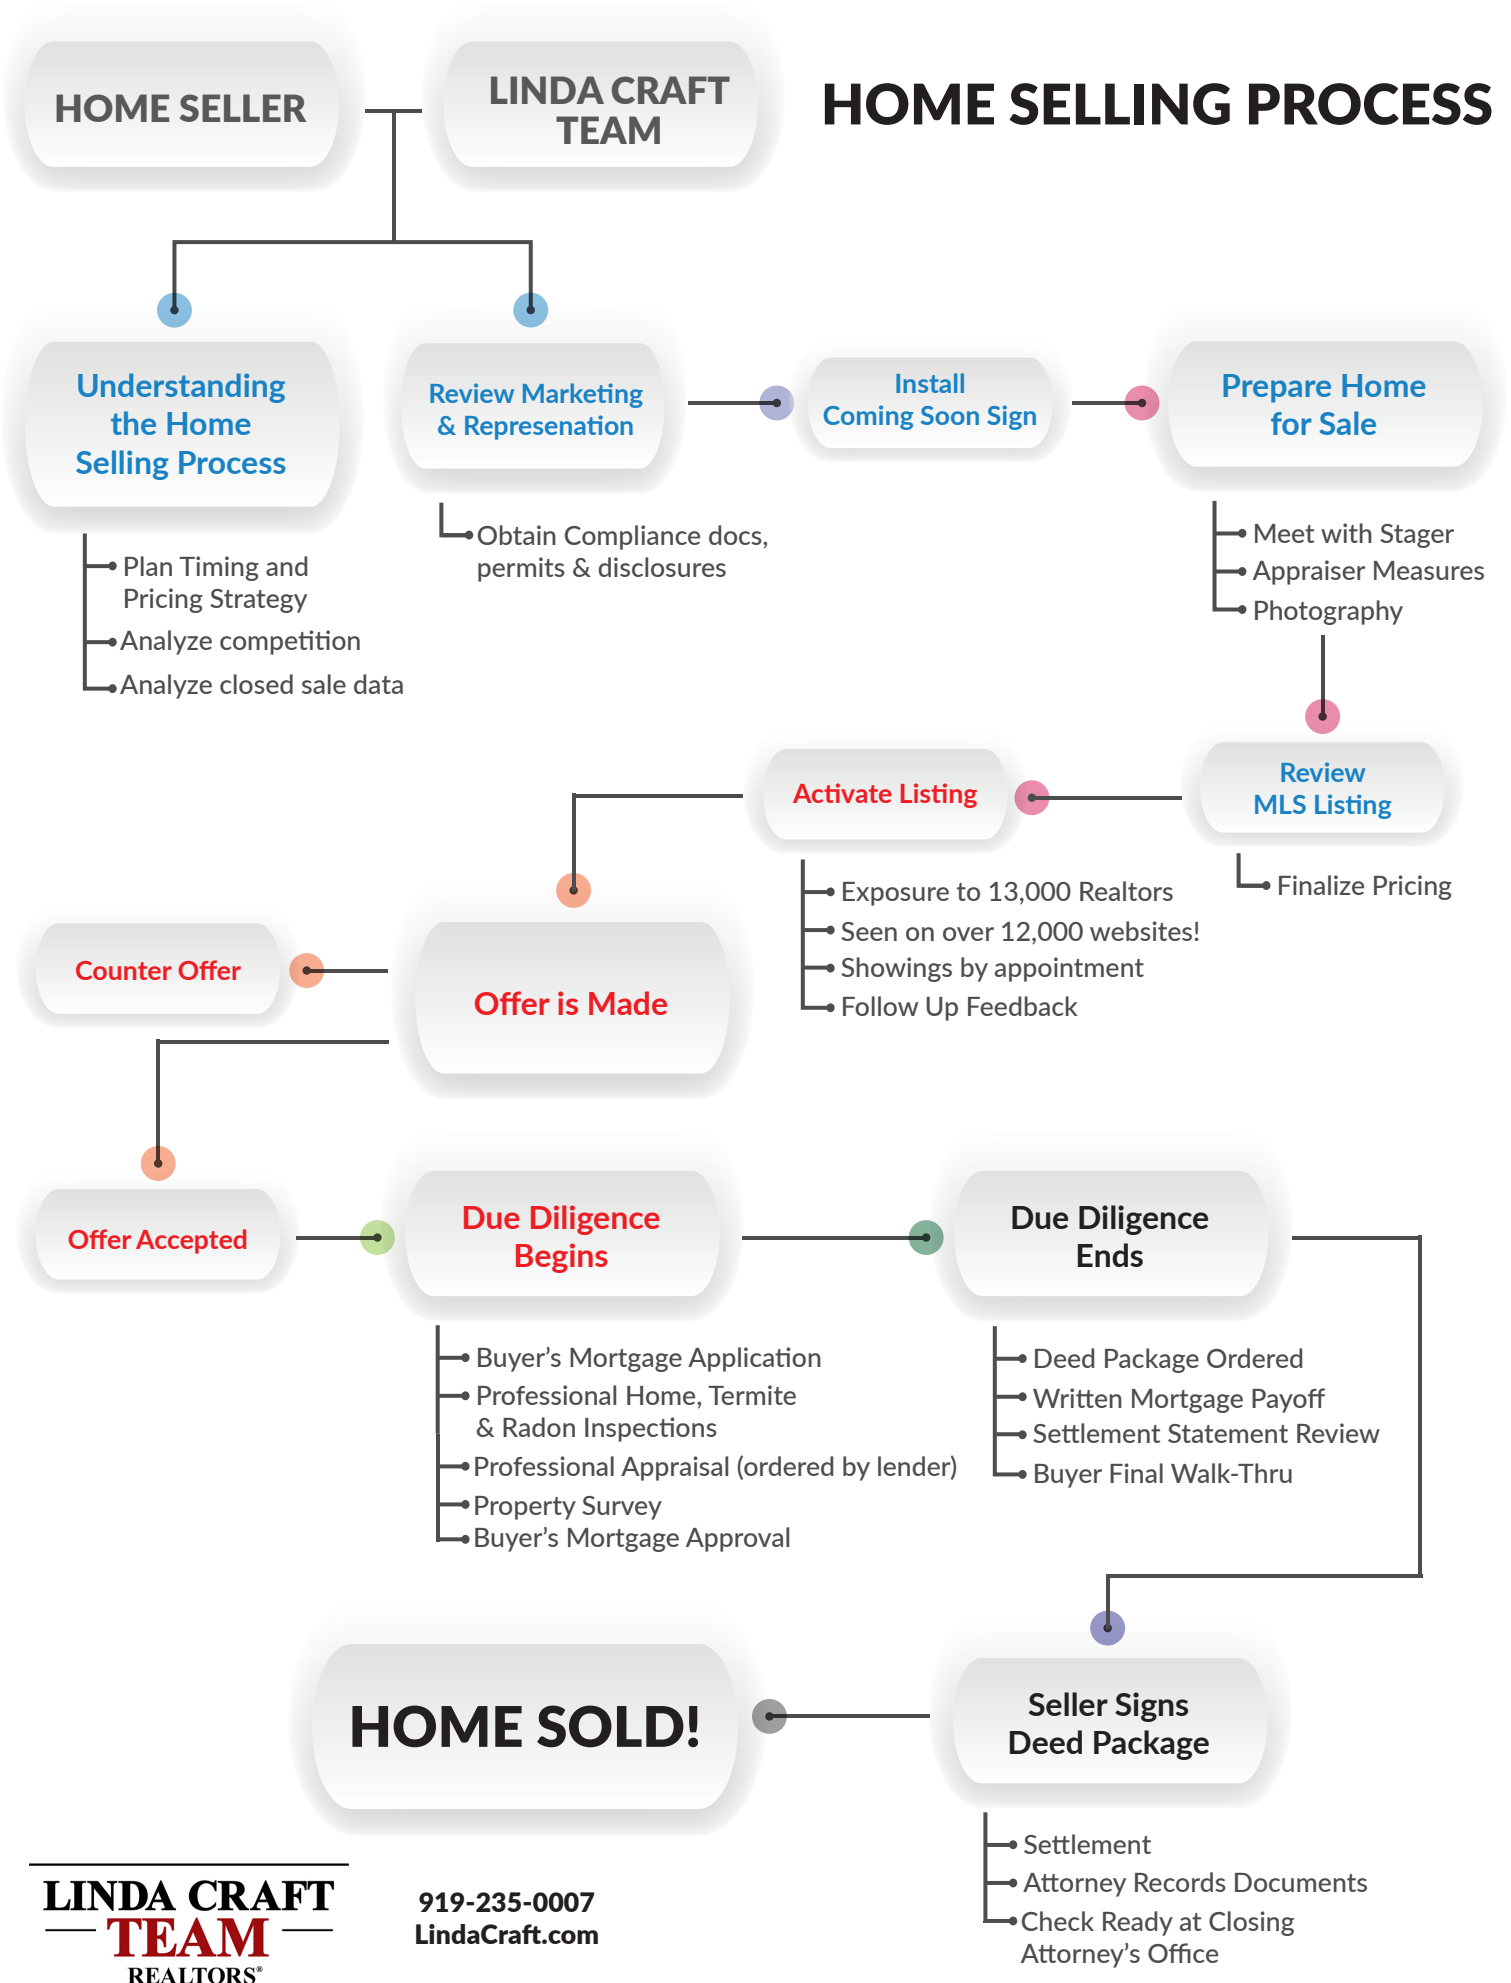 HOME SELLER
LINDA CRAFT
TEAM
HOME SELLING PROCESS
Understanding
the Home
Selling Process
Plan Timing and
Pricing Strategy
Analyze competition
Analyze closed sale data
Review Marketing
& Represenation
Obtain Compliance docs,
permits & disclosures
Install
Coming Soon Sign
Prepare Home
for Sale
Meet with Stager
Appraiser Measures
Photography
Review
MLS Listing
Finalize Pricing
Activate Listing
Exposure to 13,000 Realtors
Seen on over 12,000 websites!
Showings by appointment
Follow Up Feedback
Offer is Made
Counter Offer
Offer Accepted
Due Diligence
Begins
Buyer’s Mortgage Application
Professional Home, Termite
& Radon Inspections
Professional Appraisal (ordered by lender)
Property Survey
Buyer’s Mortgage Approval
Due Diligence
Ends
Deed Package Ordered
Written Mortgage Payoff
Settlement Statement Review
Buyer Final Walk-Thru
Seller Signs
Deed Package
Settlement
Attorney Records Documents
Check Ready at Closing
Attorney’s Office
HOME SOLD!
LINDA CRAFT
TEAM
REALTORS®
919-235-0007
LindaCraft.com